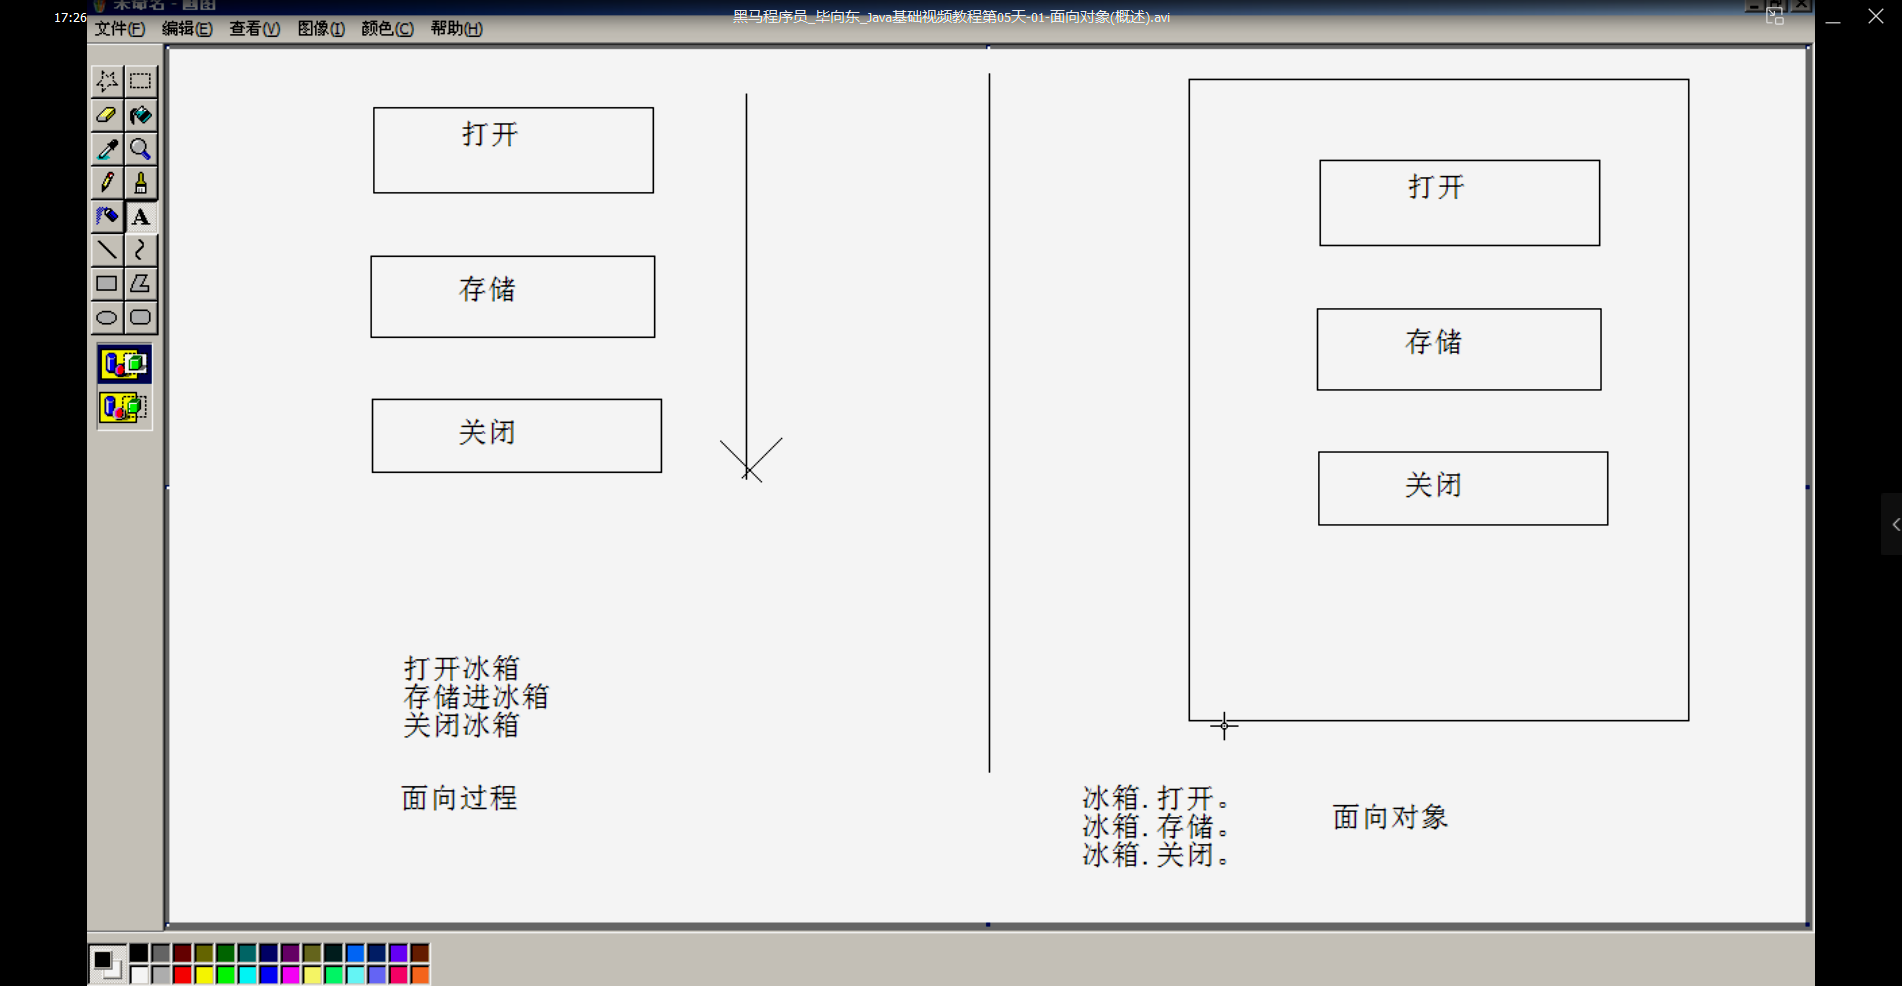 17:26
未命名 - 画图
黑马程序员_毕向东_Java基础视频教程第05天-01-面向对象(概述).avi
文件(F) 编辑(E) 查看(V) 图像(I) 颜色(C) 帮助(H)
打开
存储
关闭
打开冰箱
存储进冰箱
关闭冰箱
面向过程
打开
存储
关闭
冰箱.打开。
冰箱.存储。
冰箱.关闭。
面向对象
A